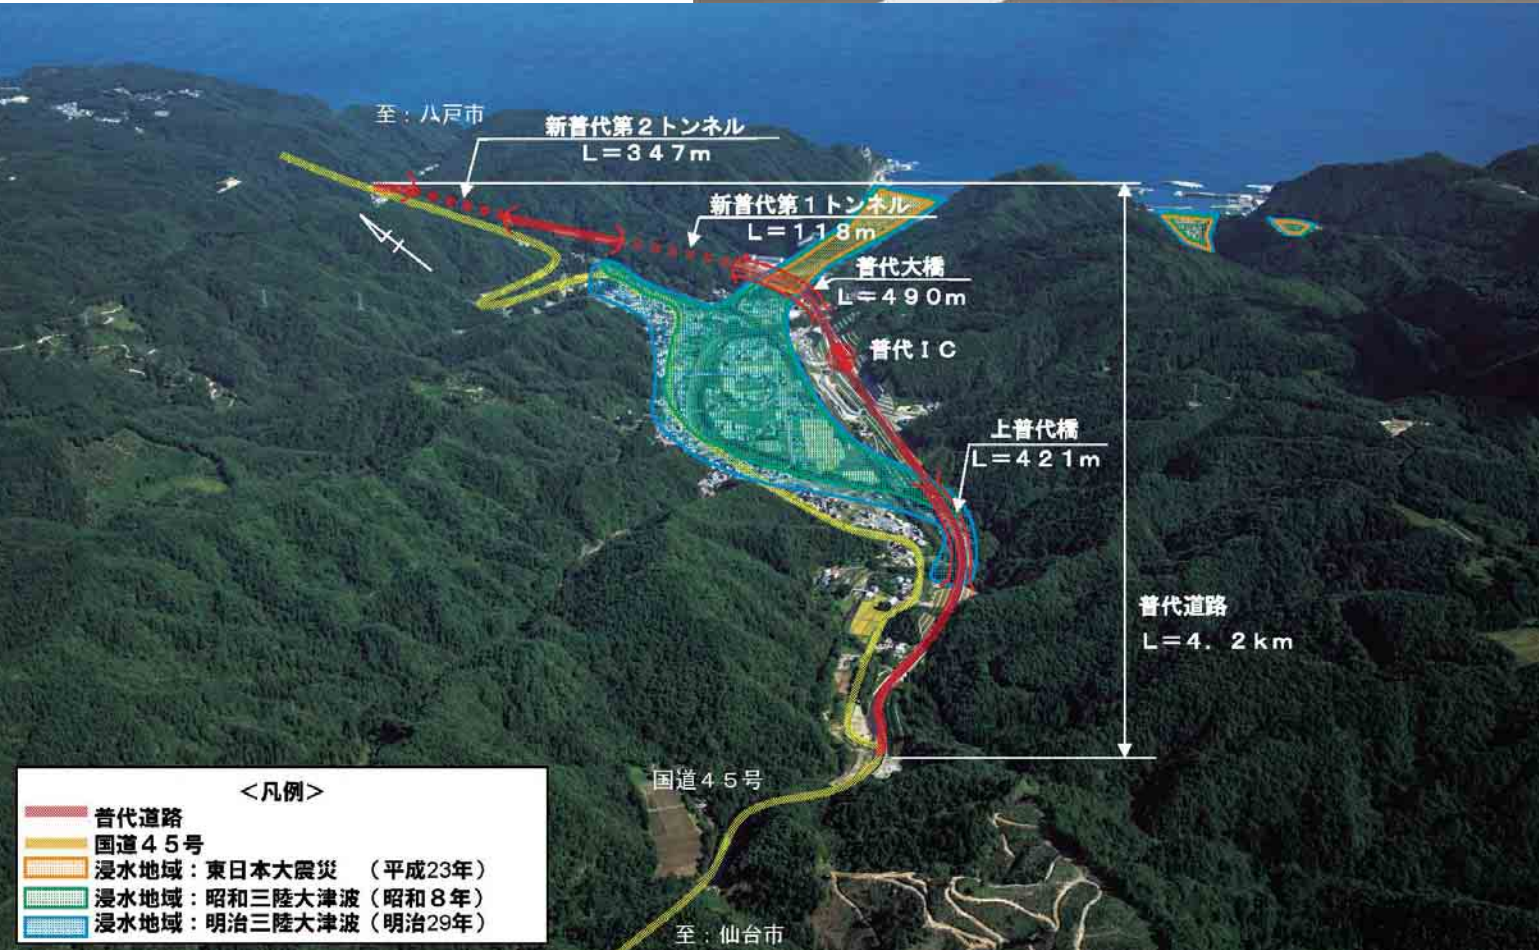 至：八戸市
新普代第２トンネル
Ｌ＝３４７ｍ
新普代第１トンネル
Ｌ＝１１８ｍ
普代大橋
Ｌ＝４９０ｍ
普代ＩＣ
上普代橋
Ｌ＝４２１ｍ
普代道路
Ｌ＝４．２ｋｍ
国道４５号
至：仙台市
＜凡例＞
普代道路
国道４５号
浸水地域：東日本大震災　（平成23年）
浸水地域：昭和三陸大津波（昭和８年）
浸水地域：明治三陸大津波（明治29年）